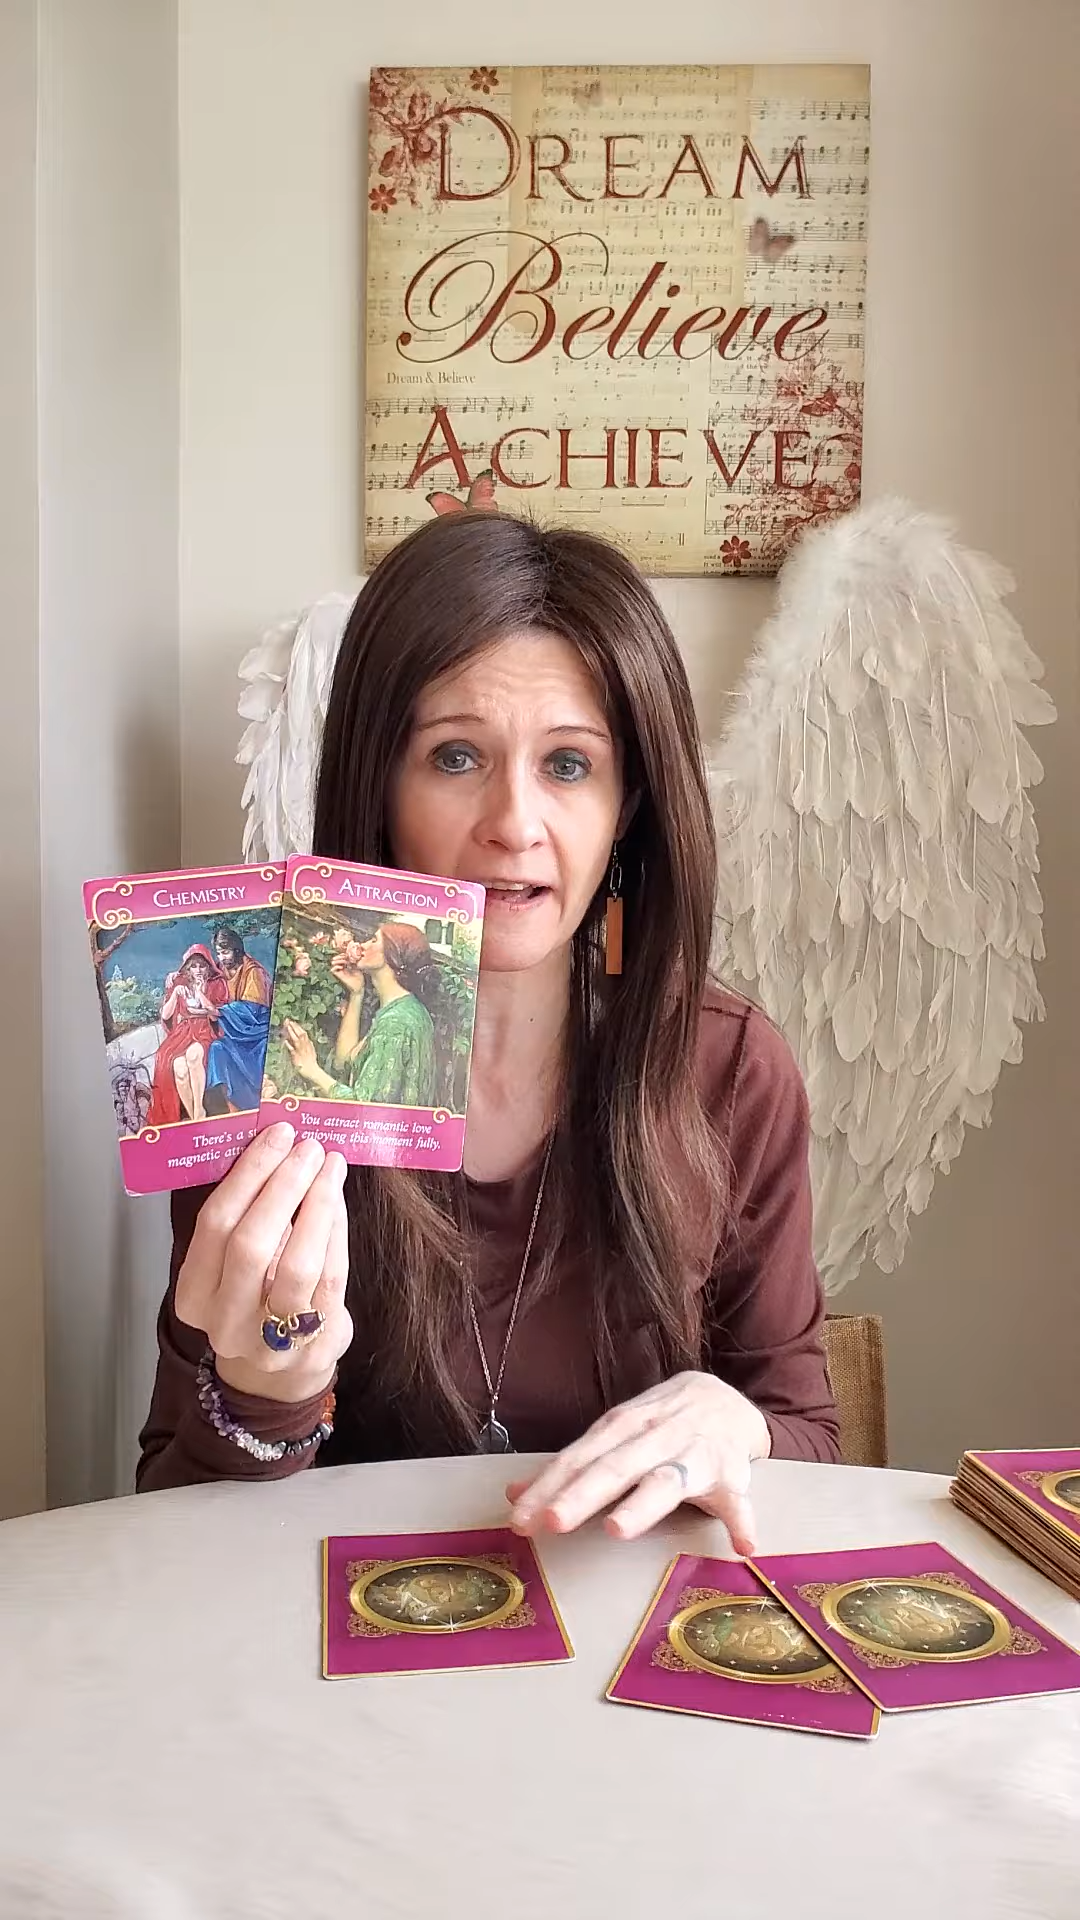 DREAM
Believe
Dream & Believe
ACHIEVE
CHEMISTRY
There's a
magnetic
ATTRACTION
You attract romantic love
enjoying this moment fully.